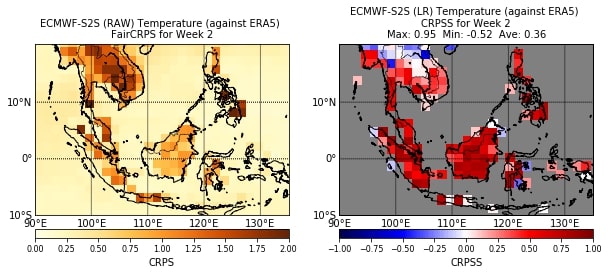 ECMWF-S2S (RAW) Temperature (against ERA5)
FairCRPS for Week 2
10°N
0°
10°S
90°E 100°E 110°E 120°E 130°E
0.00 0.25 0.50 0.75 1.00 1.25 1.50 1.75 2.00
CRPS
ECMWF-S2S (LR) Temperature (against ERA5)
CRPSS for Week 2
Max: 0.95 Min: -0.52 Ave: 0.36
10°N
0°
10°S
90°E 100°E 110°E 120°E 130°E
−1.00 −0.75 −0.50 −0.25 0.00 0.25 0.50 0.75 1.00
CRPSS